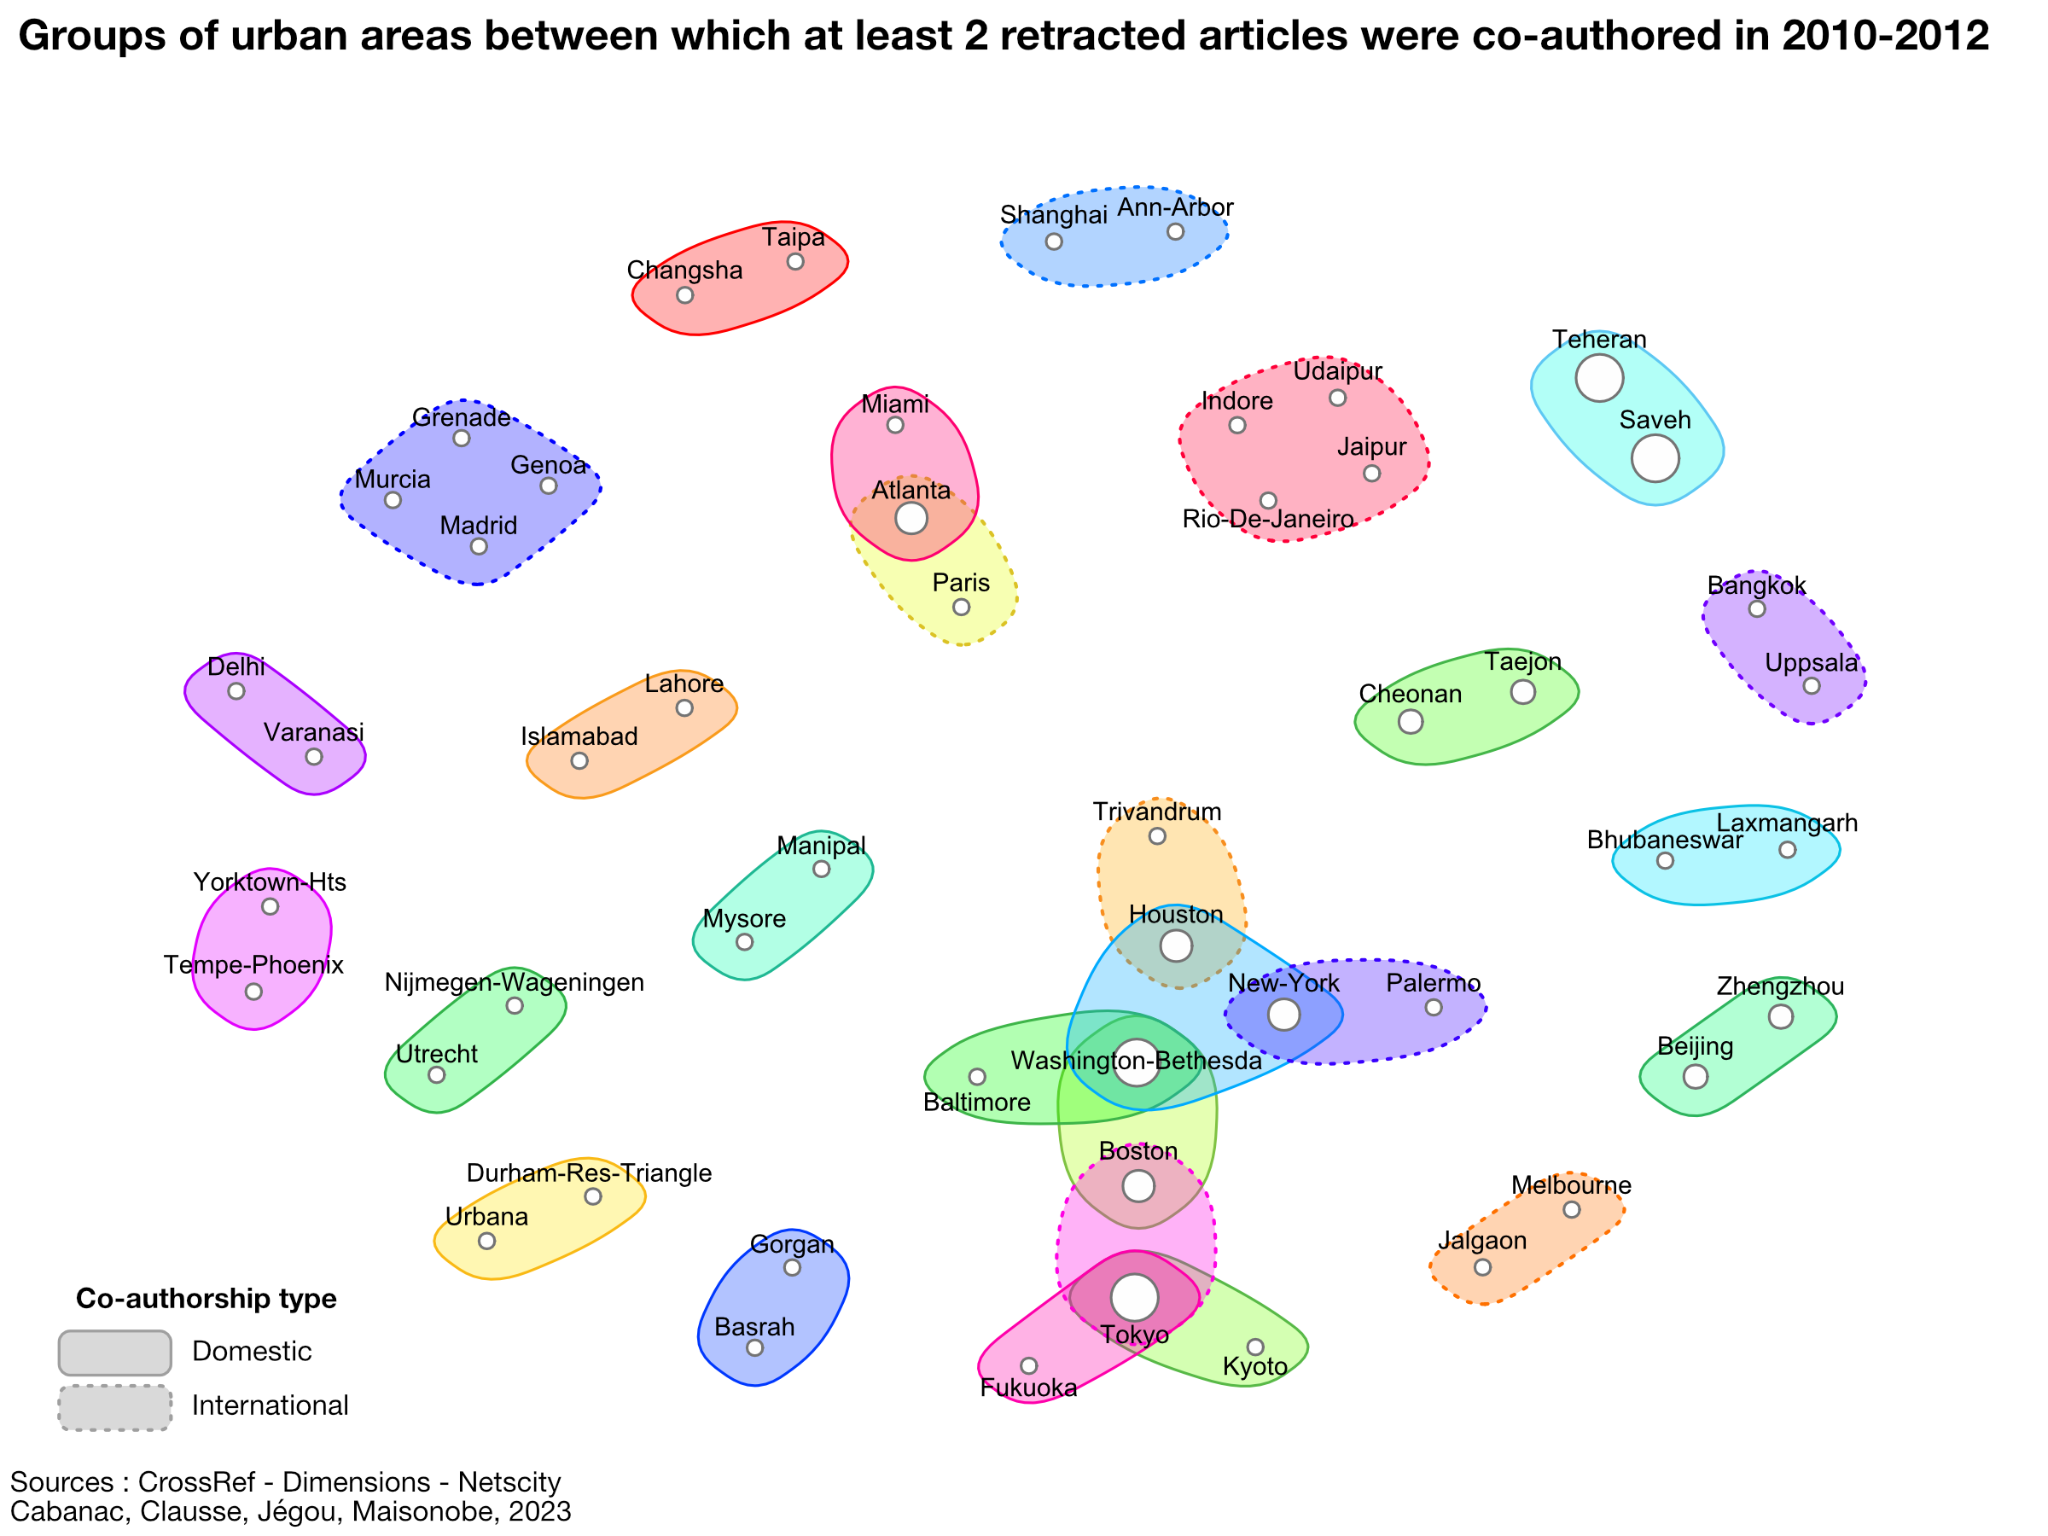 Groups of urban areas between which at least 2 retracted articles were co-authored in 2010-2012
Shanghai
Ann-Arbor
Taipa
Changsha
Teheran
Saveh
Udaipur
Indore
Jaipur
Rio-De-Janeiro
Miami
Atlanta
Paris
Grenade
Genoa
Murcia
Madrid
Bangkok
Uppsala
Delhi
Varanasi
Lahore
Islamabad
Taejon
Cheonan
Trivandrum
Houston
Laxmangarh
Bhubaneswar
Manipal
Mysore
Yorktown-Hts
Tempe-Phoenix
Nijmegen-Wageningen
Utrecht
New-York
Palermo
Zhengzhou
Beijing
Washington-Bethesda
Baltimore
Boston
Durham-Res-Triangle
Urbana
Melbourne
Jalgaon
Gorgan
Basrah
Tokyo
Kyoto
Fukuoka
Co-authorship type
Domestic
International
Sources : CrossRef - Dimensions - Netscity
Cabanac, Clausse, Jégou, Maisonobe, 2023